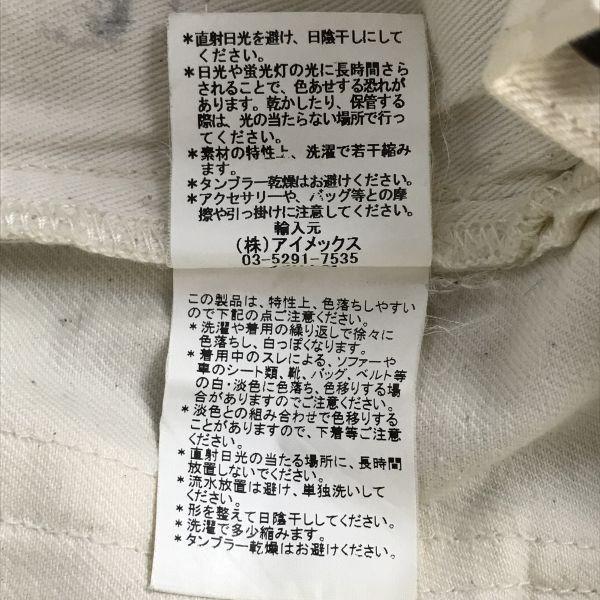 *直射日光を避け、日陰干しにして
ください。
*日光や蛍光灯の光に長時間さら
されることで、色あせする恐れが
あります。乾かしたり、保管する
際は、光の当たらない場所で行っ
てください。
*素材の特性上、洗濯で若干縮み
ます。
*タンブラー乾燥はお避けください。
*アクセサリーや、バッグ等との摩
擦や引っ掛けに注意してください。
輸入元
(株)アイメックス
03-5291-7535
この製品は、特性上、色落ちしやすい
ので下記の点ご注意ください。
*洗濯や着用の繰り返しで徐々に
色落ちし、白っぽくなります。
*着用中のスレによる、ソファーや
車のシート類、靴、バッグ、ベルト等
の白・淡色に色落ち、色移りする場
合がありますのでご注意ください。
*淡色との組み合わせで色移りする
ことがありますので、下着等ご注意
ください。
*直射日光の当たる場所に、長時間
放置しないでください。
*流水放置は避け、単独洗いして
ください。
*形を整えて日陰干ししてください。
*洗濯で多少縮みます。
*タンブラー乾燥はお避けください。